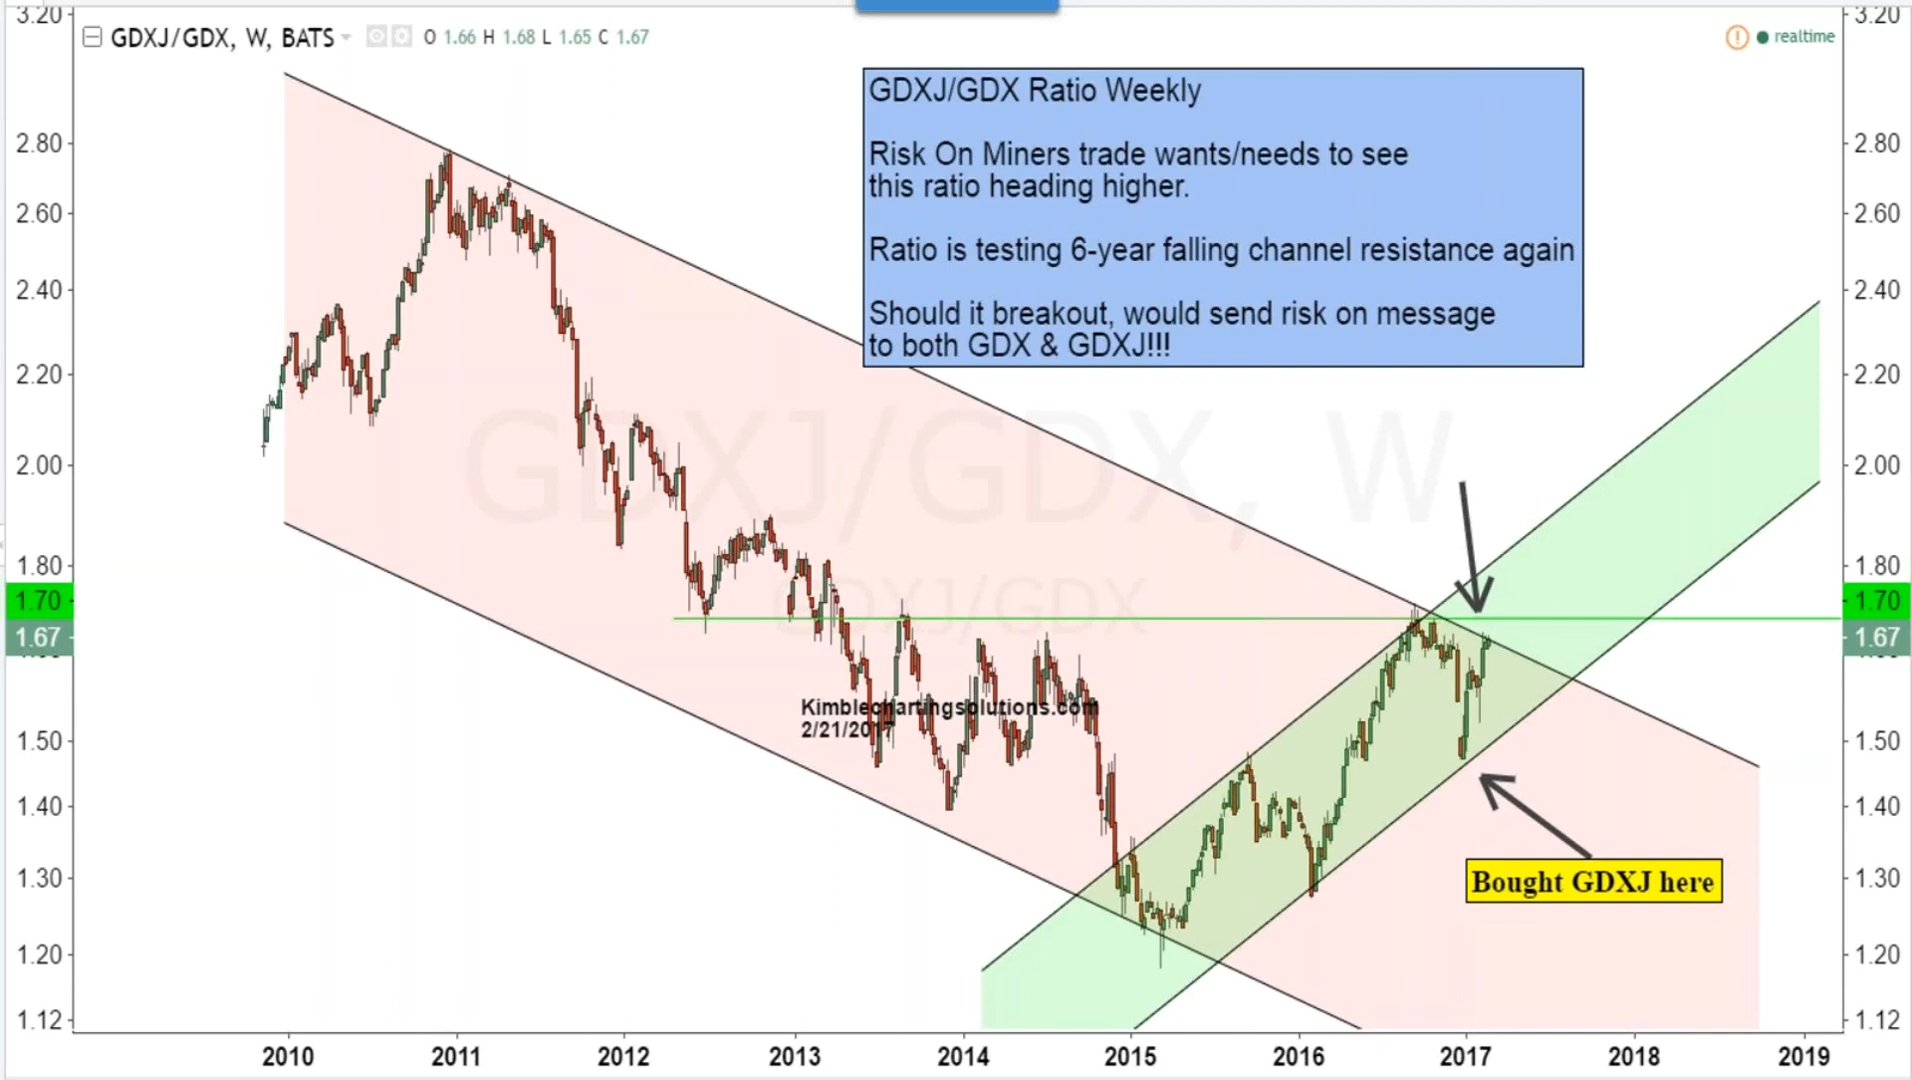 3.20
3.20
GDXJ/GDX, W, BATS O 1.66 H 1.68 L 1.65 C 1.67
realtime
GDXJ/GDX Ratio Weekly
Risk On Miners trade wants/needs to see
this ratio heading higher.
Ratio is testing 6-year falling channel resistance again
Should it breakout, would send risk on message
to both GDX & GDXJ!!!
2.80
2.80
2.60
2.60
2.40
2.40
2.20
2.20
GDXJ/GDX, W
2.00
2.00
1.80
1.80
GDXJ/GDX
1.70
1.70
1.67
1.67
Kimblechartingsolutions.com
2/21/2017
1.50
1.50
1.40
1.40
Bought GDXJ here
1.30
1.30
1.20
1.20
1.12
1.12
2010 2011 2012 2013 2014 2015 2016 2017 2018 2019